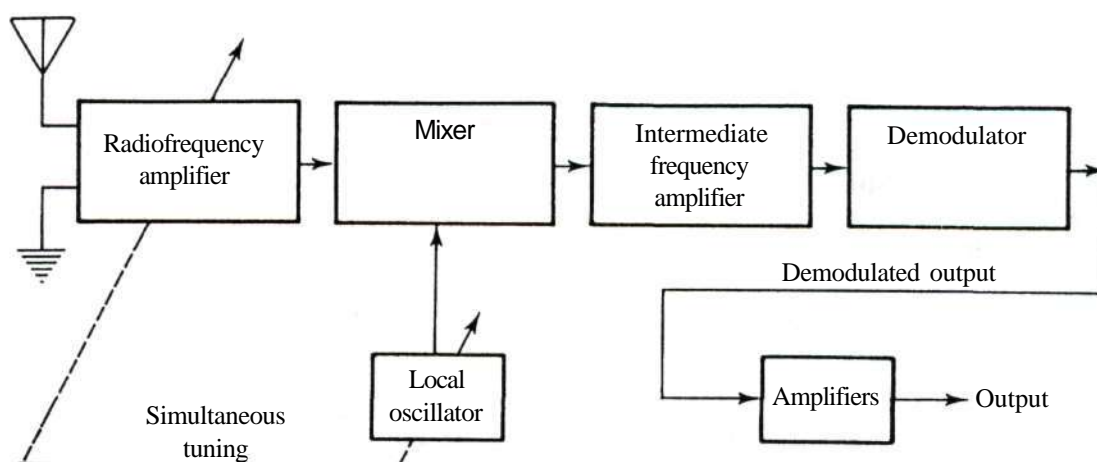 Radiofrequency
amplifier
Mixer
Intermediate
frequency
amplifier
Demodulator
Demodulated output
Local
oscillator
Amplifiers
Output
Simultaneous
tuning